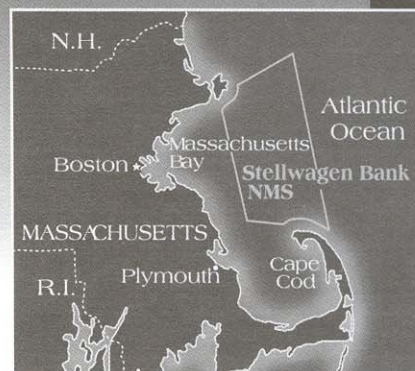 N.H.
Atlantic
Ocean
Massachusetts
Bay
Boston
Stellwagen Bank
NMS
MASSACHUSETTS
Plymouth
Cape
Cod
R.I.